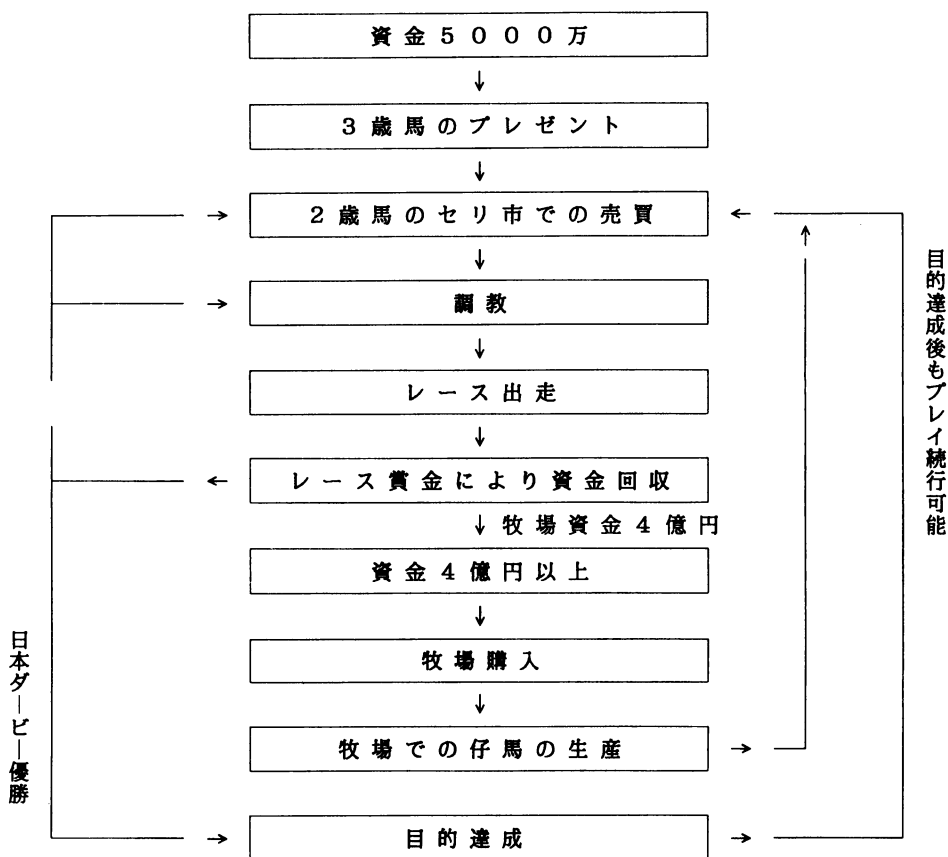 資金5000万
3歳馬のプレゼント
2歳馬のセリ市での売買
調教
レース出走
レース賞金により資金回収
牧場資金4億円
資金4億円以上
牧場購入
牧場での仔馬の生産
目的達成
日本ダービー優勝
目的達成後もプレイ続行可能